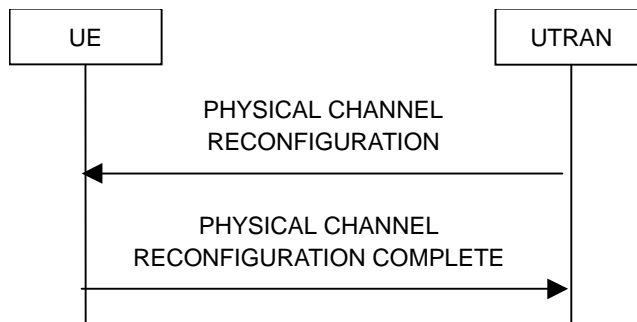 UE
UTRAN
PHYSICAL CHANNEL
RECONFIGURATION
PHYSICAL CHANNEL
RECONFIGURATION COMPLETE